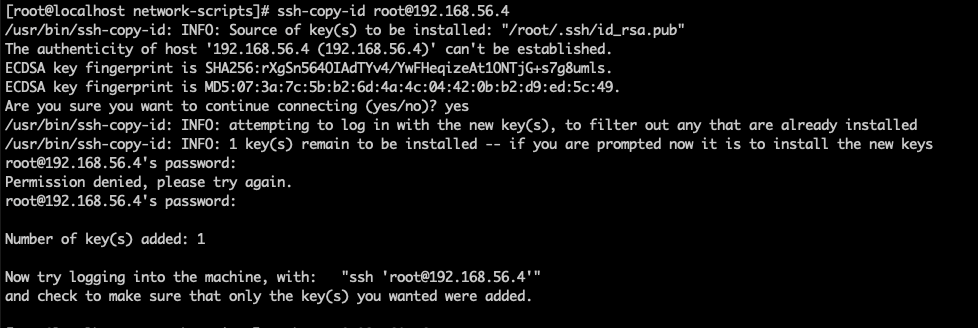 [root@localhost network-scripts]# ssh-copy-id root@192.168.56.4
/usr/bin/ssh-copy-id: INFO: Source of key(s) to be installed: "/root/.ssh/id_rsa.pub"
The authenticity of host '192.168.56.4 (192.168.56.4)' can't be established.
ECDSA key fingerprint is SHA256:rXgSn564OIAdTYv4/YwFHeqizeAt1ONTjG+s7g8umls.
ECDSA key fingerprint is MD5:07:3a:7c:5b:b2:6d:4a:4c:04:42:0b:b2:d9:ed:5c:49.
Are you sure you want to continue connecting (yes/no)? yes
/usr/bin/ssh-copy-id: INFO: attempting to log in with the new key(s), to filter out any that are already installed
/usr/bin/ssh-copy-id: INFO: 1 key(s) remain to be installed -- if you are prompted now it is to install the new keys
root@192.168.56.4's password:
Permission denied, please try again.
root@192.168.56.4's password:
Number of key(s) added: 1
Now try logging into the machine, with:   "ssh 'root@192.168.56.4'"
and check to make sure that only the key(s) you wanted were added.